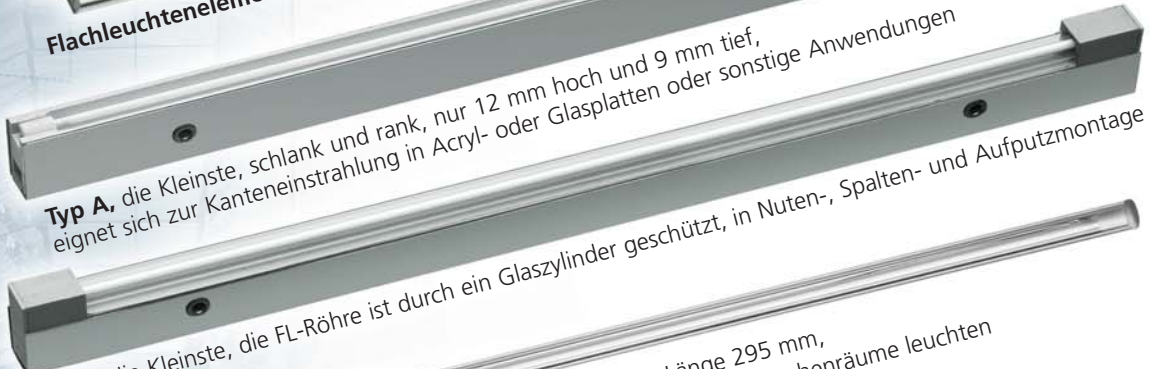 Flachleuchteneleme
Typ A, die Kleinste, schlank und rank, nur 12 mm hoch und 9 mm tief,
eignet sich zur Kanteneinstrahlung in Acryl- oder Glasplatten oder sonstige Anwendungen
die Kleinste, die FL-Röhre ist durch ein Glaszylinder geschützt, in Nuten-, Spalten- und Aufputzmontage
Länge 295 mm,
leuchten